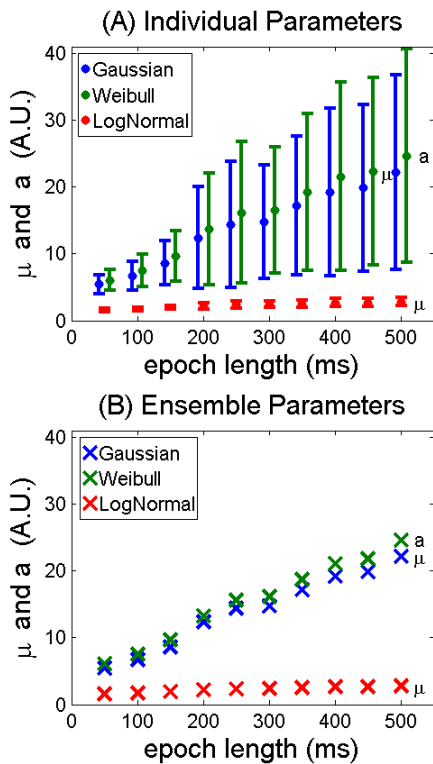 (A) Individual Parameters
40
30
20
10
0
μ and a (A.U.)
Gaussian
Weibull
LogNormal
a
μ
μ
0 100 200 300 400 500
epoch length (ms)
(B) Ensemble Parameters
40
30
20
10
0
μ and a (A.U.)
Gaussian
Weibull
LogNormal
a
μ
μ
0 100 200 300 400 500
epoch length (ms)